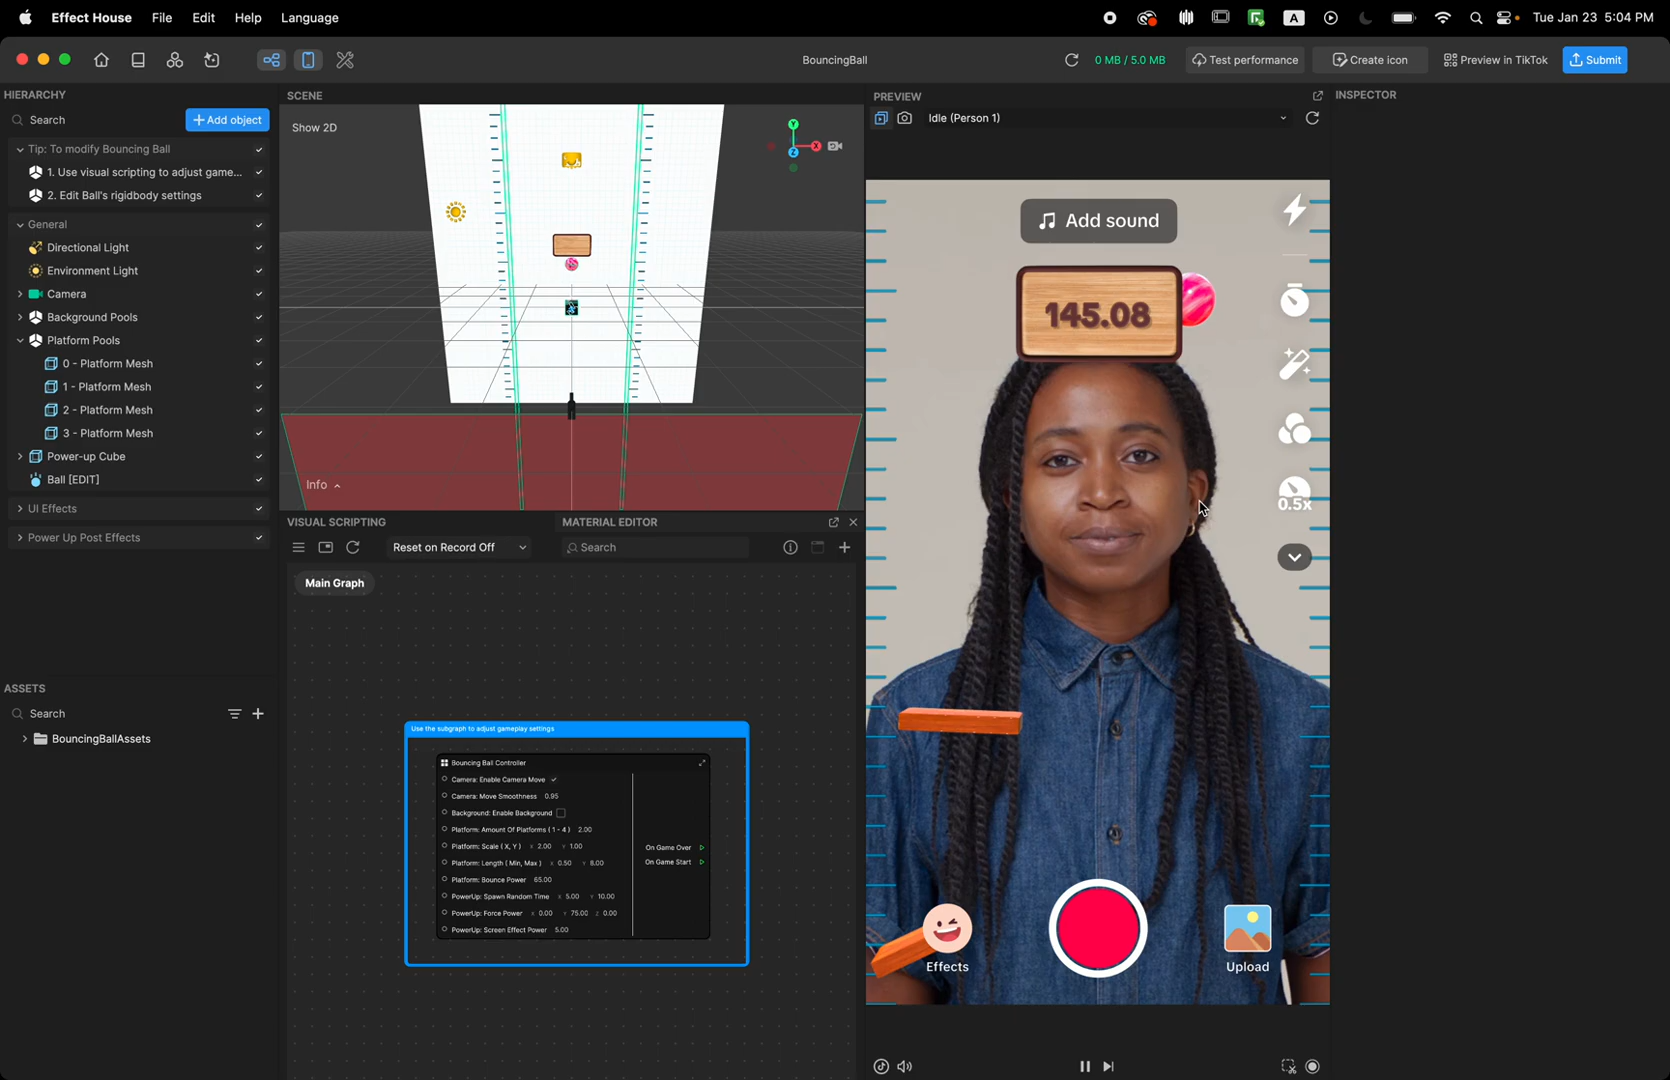 Effect House File Edit Help Language A Tue Jan 23 5:04 PM
BouncingBall 0 MB / 5.0 MB Test performance Create icon Preview in TikTok Submit
HIERARCHY
Search + Add object
Tip: To modify Bouncing Ball
1. Use visual scripting to adjust game...
2. Edit Ball's rigidbody settings
General
Directional Light
Environment Light
Camera
Background Pools
Platform Pools
0 - Platform Mesh
1 - Platform Mesh
2 - Platform Mesh
3 - Platform Mesh
Power-up Cube
Ball [EDIT]
UI Effects
Power Up Post Effects
ASSETS
Search
BouncingBallAssets
SCENE
Show 2D
Y
X
Z
Info
VISUAL SCRIPTING MATERIAL EDITOR
Reset on Record Off Search
Main Graph
Use the subgraph to adjust gameplay settings
Bouncing Ball Controller
Camera: Enable Camera Move
Camera: Move Smoothness 0.95
Background: Enable Background
Platform: Amount Of Platforms ( 1 - 4 ) 2.00
Platform: Scale ( X, Y ) X 2.00 Y 1.00
Platform: Length ( Min, Max ) X 0.50 Y 8.00
Platform: Bounce Power 65.00
PowerUp: Spawn Random Time X 5.00 Y 10.00
PowerUp: Force Power X 0.00 Y 75.00 Z 0.00
PowerUp: Screen Effect Power 5.00
On Game Over
On Game Start
PREVIEW
Idle (Person 1)
Add sound
145.08
0.5x
Effects
Upload
INSPECTOR